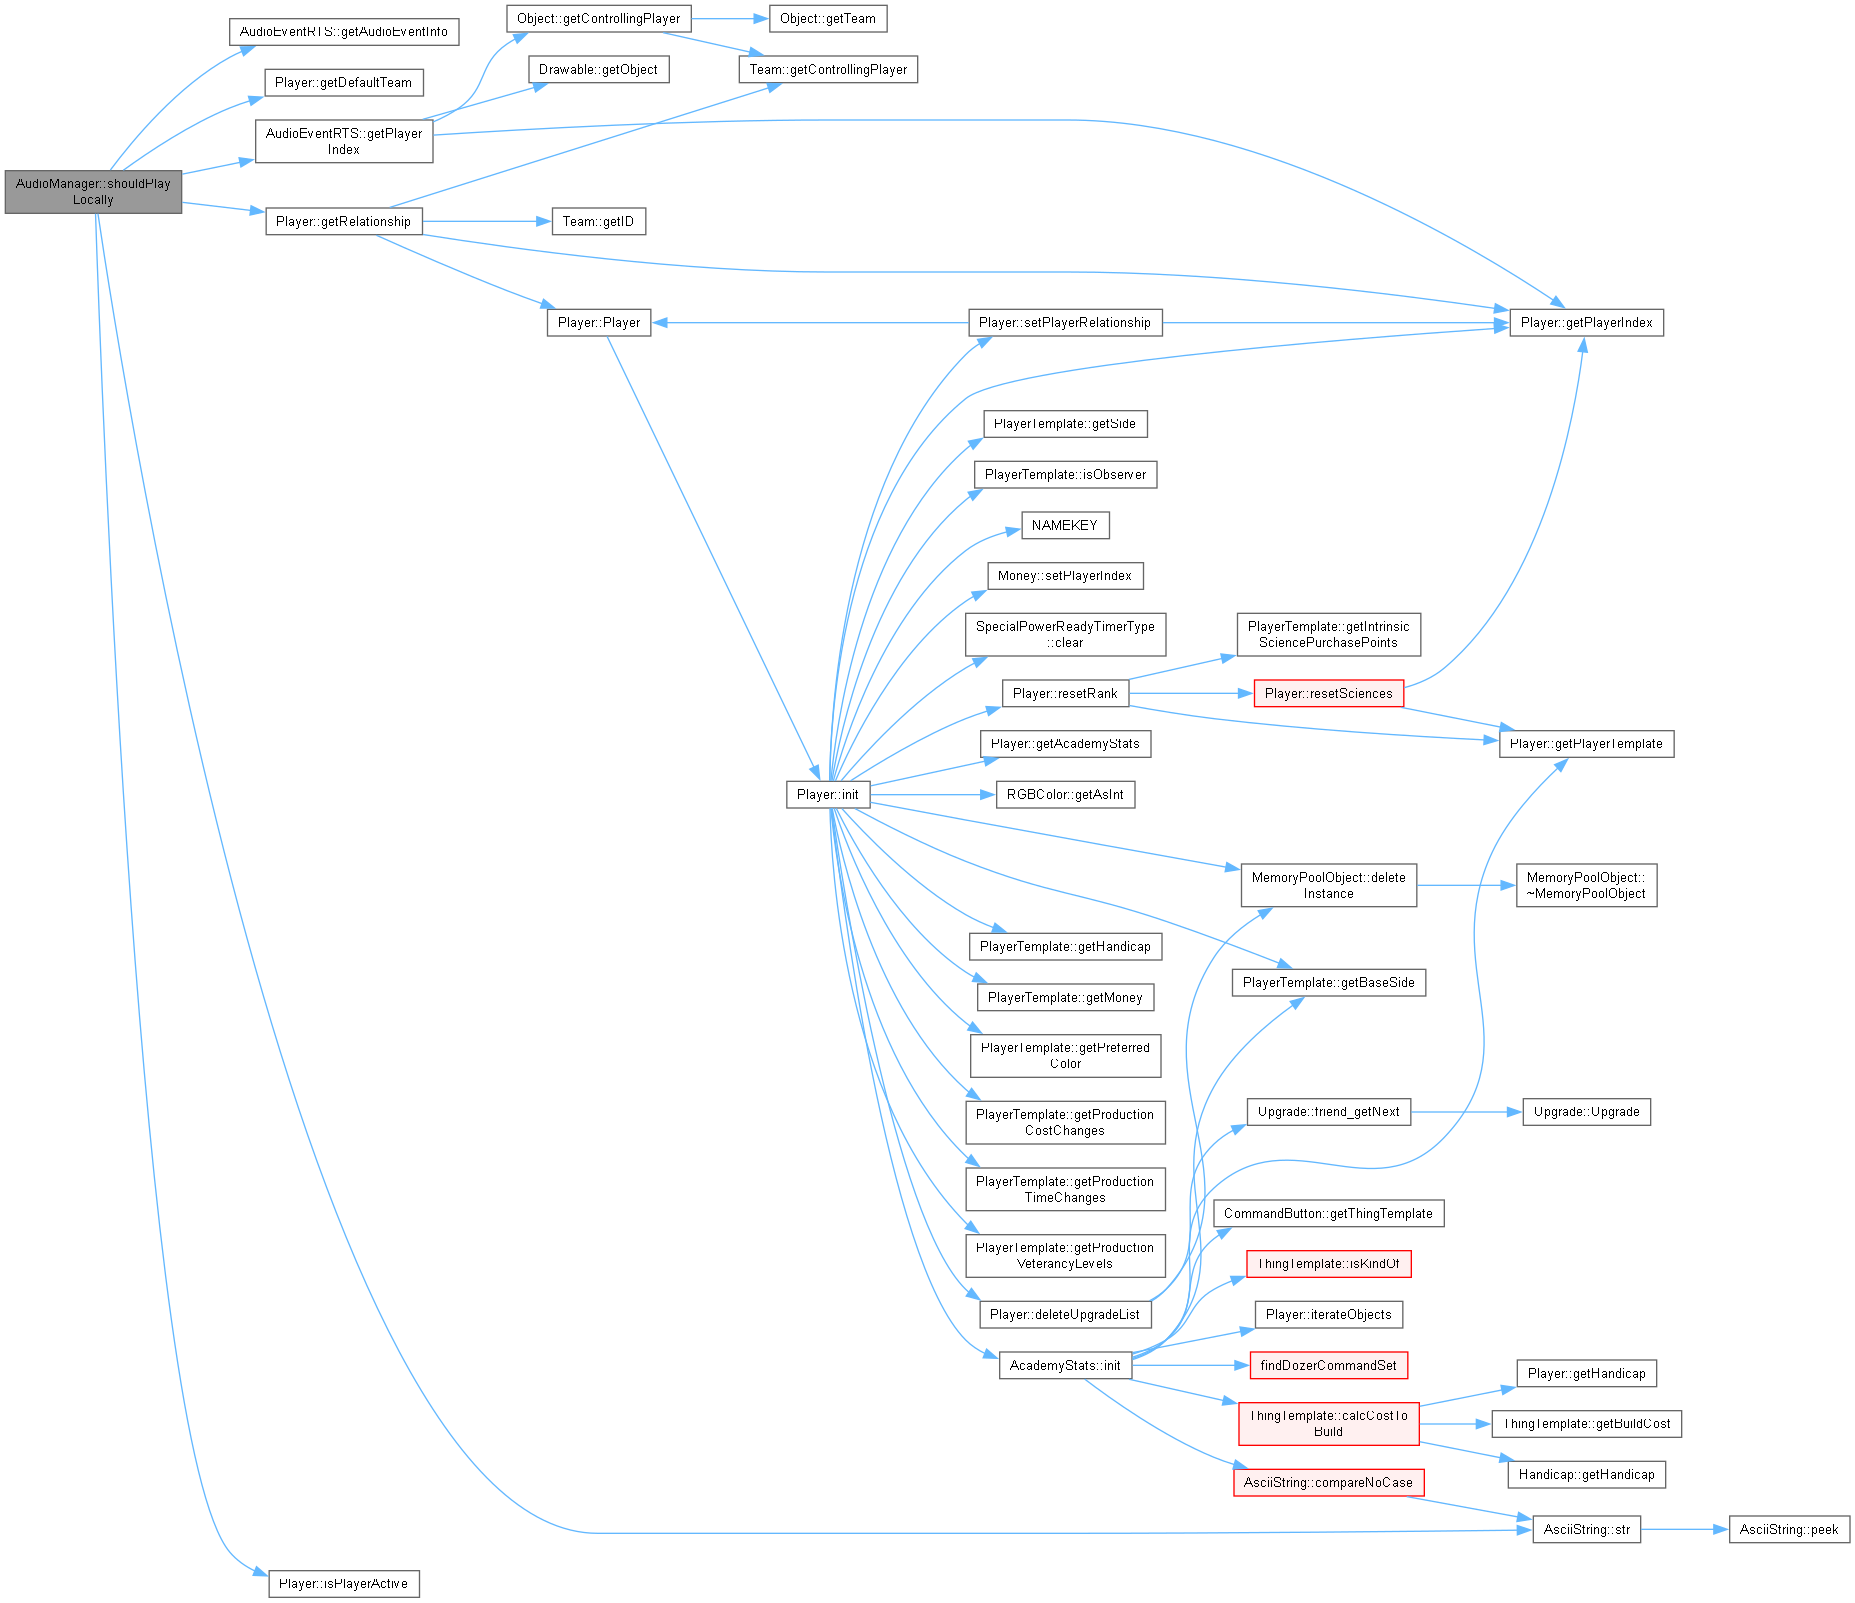 AudioManager::shouldPlay
Locally
AudioEventRTS::getAudioEventInfo
Player::getDefaultTeam
AudioEventRTS::getPlayer
Index
Player::getRelationship
Player::isPlayerActive
Object::getControllingPlayer
Drawable::getObject
Team::getID
Player::Player
Object::getTeam
Team::getControllingPlayer
Player::init
Player::setPlayerRelationship
PlayerTemplate::getSide
PlayerTemplate::isObserver
NAMEKEY
Money::setPlayerIndex
SpecialPowerReadyTimerType
::clear
Player::resetRank
Player::getAcademyStats
RGBColor::getAsInt
PlayerTemplate::getHandicap
PlayerTemplate::getMoney
PlayerTemplate::getPreferred
Color
PlayerTemplate::getProduction
CostChanges
PlayerTemplate::getProduction
TimeChanges
PlayerTemplate::getProduction
VeterancyLevels
Player::deleteUpgradeList
AcademyStats::init
PlayerTemplate::getIntrinsic
SciencePurchasePoints
Player::resetSciences
MemoryPoolObject::delete
Instance
PlayerTemplate::getBaseSide
Upgrade::friend_getNext
CommandButton::getThingTemplate
ThingTemplate::isKindOf
Player::iterateObjects
findDozerCommandSet
ThingTemplate::calcCostTo
Build
AsciiString::compareNoCase
Player::getPlayerIndex
Player::getPlayerTemplate
MemoryPoolObject::
~MemoryPoolObject
Upgrade::Upgrade
Player::getHandicap
ThingTemplate::getBuildCost
Handicap::getHandicap
AsciiString::str
AsciiString::peek